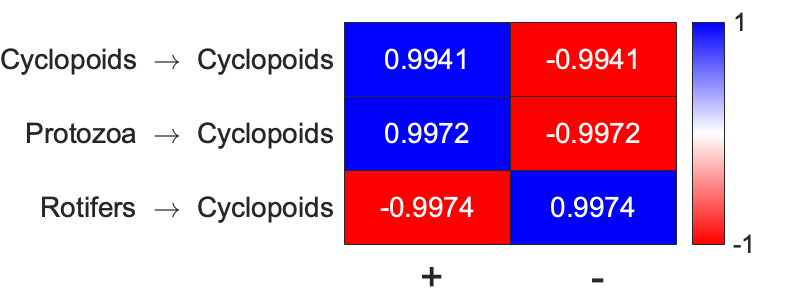 Cyclopoids → Cyclopoids 0.9941 -0.9941
Protozoa → Cyclopoids 0.9972 -0.9972
Rotifers → Cyclopoids -0.9974 0.9974
+ -
1
-1